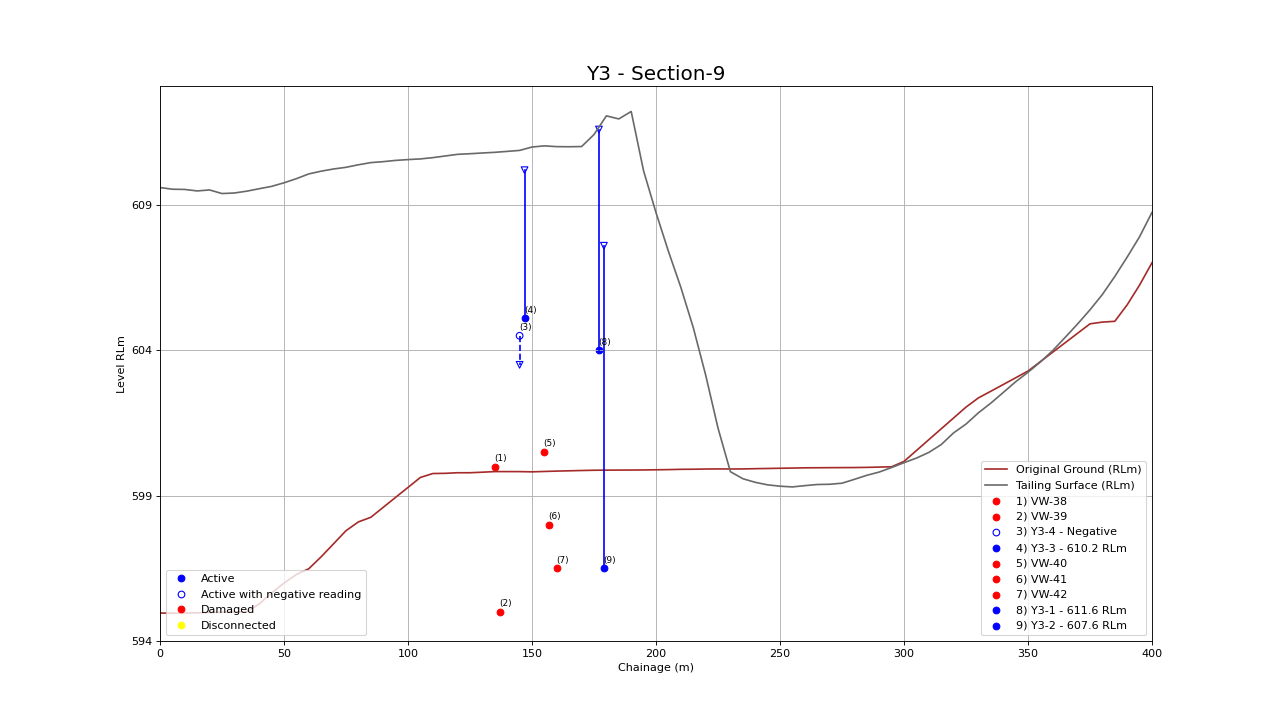 Y3 - Section-9
Level RLm
609
604
599
594
(4)
(3)
(8)
(5)
(1)
(6)
(7)
(9)
(2)
Active
Active with negative reading
Damaged
Disconnected
Original Ground (RLm)
Tailing Surface (RLm)
1) VW-38
2) VW-39
3) Y3-4 - Negative
4) Y3-3 - 610.2 RLm
5) VW-40
6) VW-41
7) VW-42
8) Y3-1 - 611.6 RLm
9) Y3-2 - 607.6 RLm
0 50 100 150 200 250 300 350 400
Chainage (m)